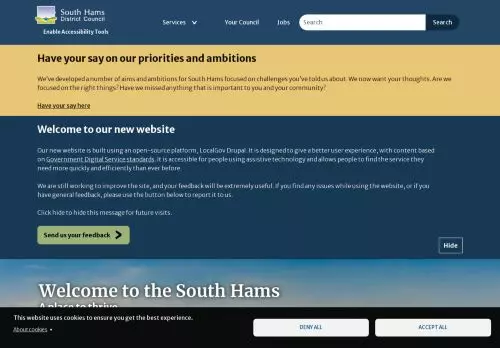 South Hams
District Council
Enable Accessibility Tools
Services
Your Council
Jobs
Search
Search
Have your say on our priorities and ambitions
We've developed a number of aims and ambitions for South Hams focused on challenges you've told us about. We now want your thoughts. Are we
focused on the right things? Have we missed anything that is important to you and your community?
Have your say here
Welcome to our new website
Our new website is built using an open-source platform, LocalGov Drupal. It is designed to give a better user experience, with content based
on Government Digital Service standards. It is accessible for people using assistive technology and allows people to find the service they
need more quickly and efficiently than ever before.
We are still working to improve the site, and your feedback will be extremely useful. If you find any issues while using the website, or if you
have general feedback, please use the button below to report it to us.
Click hide to hide this message for future visits.
Send us your feedback
Hide
Welcome to the South Hams
A place to thrive
This website uses cookies to ensure you get the best experience.
About cookies
DENY ALL
ACCEPT ALL